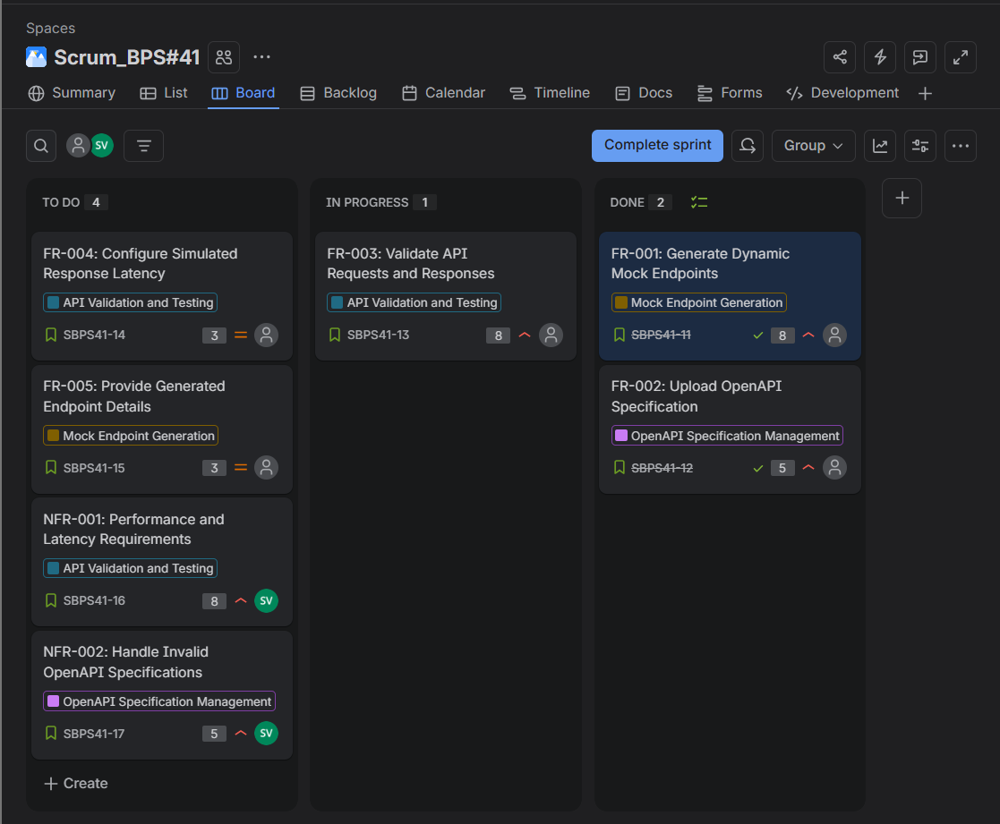 Spaces
Scrum_BPS#41
Summary List Board Backlog Calendar Timeline Docs Forms Development
SV
Complete sprint
Group
TO DO 4
FR-004: Configure Simulated
Response Latency
API Validation and Testing
SBPS41-14 3
FR-005: Provide Generated
Endpoint Details
Mock Endpoint Generation
SBPS41-15 3
NFR-001: Performance and
Latency Requirements
API Validation and Testing
SBPS41-16 8 SV
NFR-002: Handle Invalid
OpenAPI Specifications
OpenAPI Specification Management
SBPS41-17 5 SV
Create
IN PROGRESS 1
FR-003: Validate API
Requests and Responses
API Validation and Testing
SBPS41-13 8
DONE 2
FR-001: Generate Dynamic
Mock Endpoints
Mock Endpoint Generation
SBPS41-11 8
FR-002: Upload OpenAPI
Specification
OpenAPI Specification Management
SBPS41-12 5